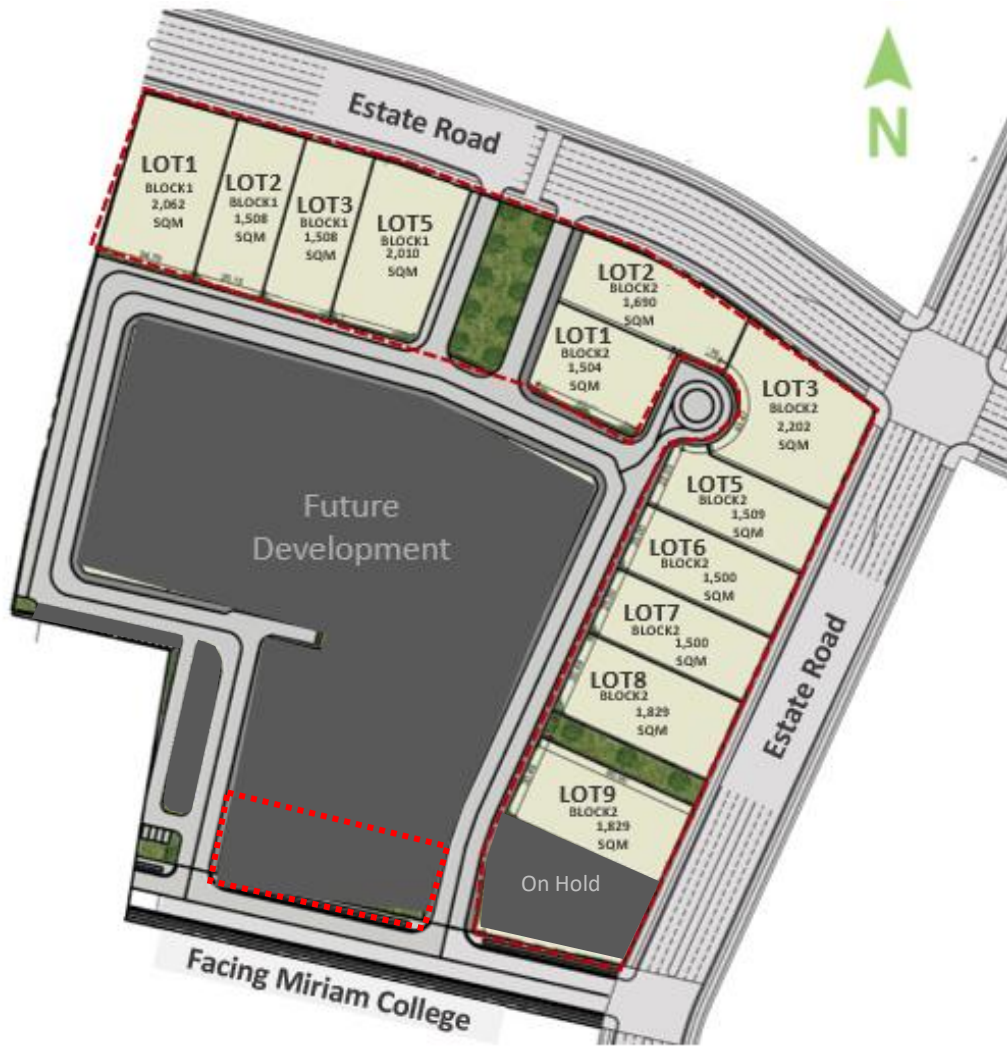 N
Estate Road
LOT1
BLOCK1
2,062
SQM
LOT2
BLOCK1
1,508
SQM
LOT3
BLOCK1
1,508
SQM
LOT5
BLOCK1
2,010
SQM
LOT2
BLOCK2
1,690
SQM
LOT1
BLOCK2
1,504
SQM
LOT3
BLOCK2
2,202
SQM
LOT5
BLOCK2
1,509
SQM
LOT6
BLOCK2
1,500
SQM
LOT7
BLOCK2
1,500
SQM
LOT8
BLOCK2
1,829
SQM
LOT9
BLOCK2
1,829
SQM
Future
Development
On Hold
Estate Road
Facing Miriam College